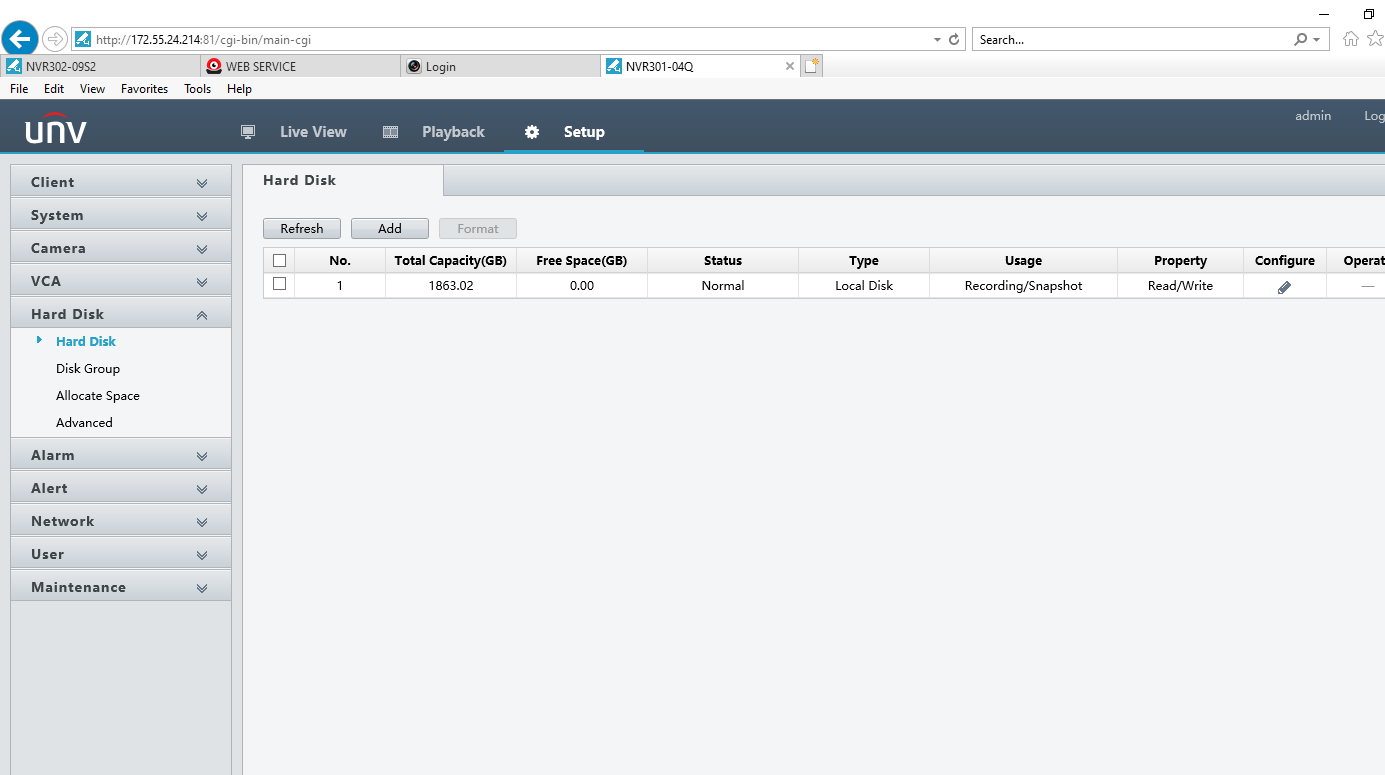 http://172.55.24.214:81/cgi-bin/main-cgi
Search...
NVR302-09S2
WEB SERVICE
Login
NVR301-04Q
File Edit View Favorites Tools Help
unv
Live View
Playback
Setup
admin
Log
Client
System
Camera
VCA
Hard Disk
Hard Disk
Disk Group
Allocate Space
Advanced
Alarm
Alert
Network
User
Maintenance
Hard Disk
Refresh Add Format
No. Total Capacity(GB) Free Space(GB) Status Type Usage Property Configure Operat
1 1863.02 0.00 Normal Local Disk Recording/Snapshot Read/Write —